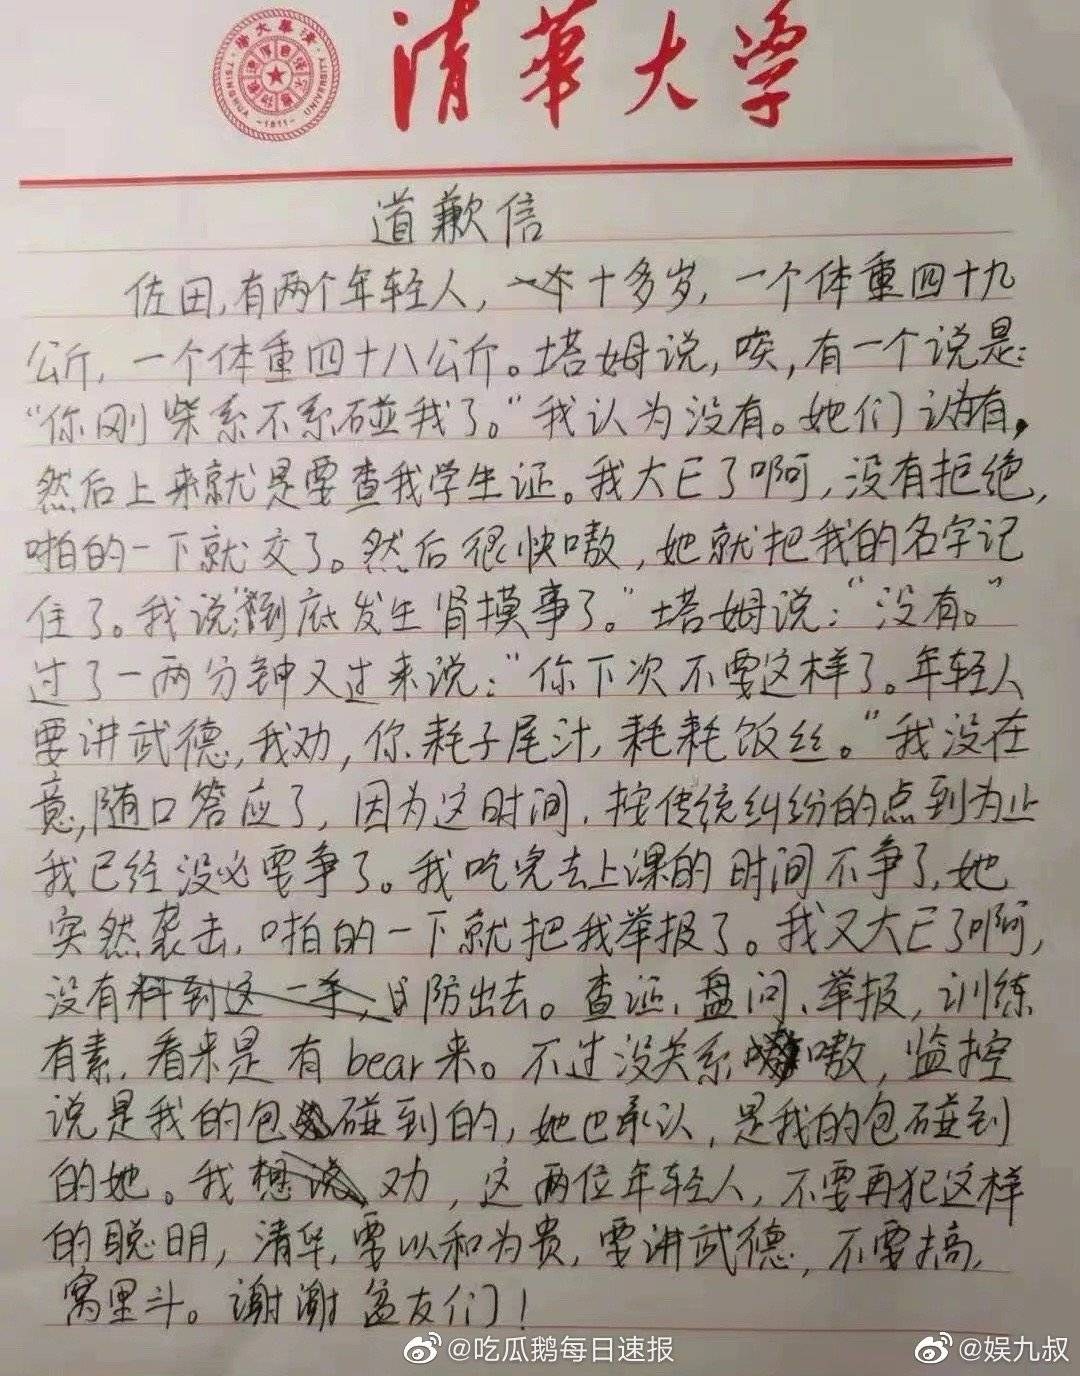 清華大学
道歉信
佐田,有两个年轻人,一个十多岁,一个体重四十九
公斤,一个体重四十八公斤。塔姆说,唉,有一个说是:
“你刚柴系不系碰我了。”我认为没有。她们认为有,
然后上来就是要查我学生证。我大E了啊,没有拒绝,
啪的一下就交了。然后很快嗷,她就把我的名字记
住了。我说:“到底发生肾摸事了。”塔姆说:“没有。”
过了一两分钟又过来说:“你下次不要这样了。年轻人
要讲武德,我劝,你耗子尾汁,耗耗饭丝。”我没在
意,随口答应了,因为这时间,按传统纠纷的点到为止
我已经没必要争了。我吃完去上课的时间不争了,她
突然袭击,啪的一下就把我举报了。我又大E了啊,
没有防出去。查证、盘问、举报,训练
有素,看来是有bear来。不过没关系嗷,监控
说是我的包碰到的,她也承认,是我的包碰到
的她。我劝,这两位年轻人,不要再犯这样
的聪明,清华,要以和为贵,要讲武德,不要搞,
窝里斗。谢谢盆友们!
@吃瓜鹅每日速报
@娱九叔